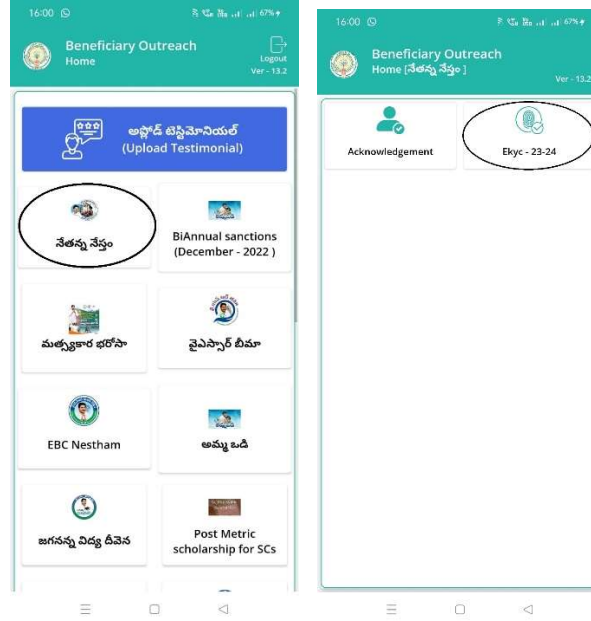 16:00
67%
Beneficiary Outreach
Home
Logout
Ver - 13.2
అప్లోడ్ టెస్టిమోనియల్
(Upload Testimonial)
నేతన్న నేస్తం
BiAnnual sanctions
(December - 2022 )
మత్స్యకార భరోసా
వైఎస్సార్ బీమా
EBC Nestham
అమ్మ ఒడి
జగనన్న విద్య దీవెన
Post Metric
scholarship for SCs
16:00
67%
Beneficiary Outreach
Home [నేతన్న నేస్తం ]
Ver - 13.2
Acknowledgement
Ekyc - 23-24